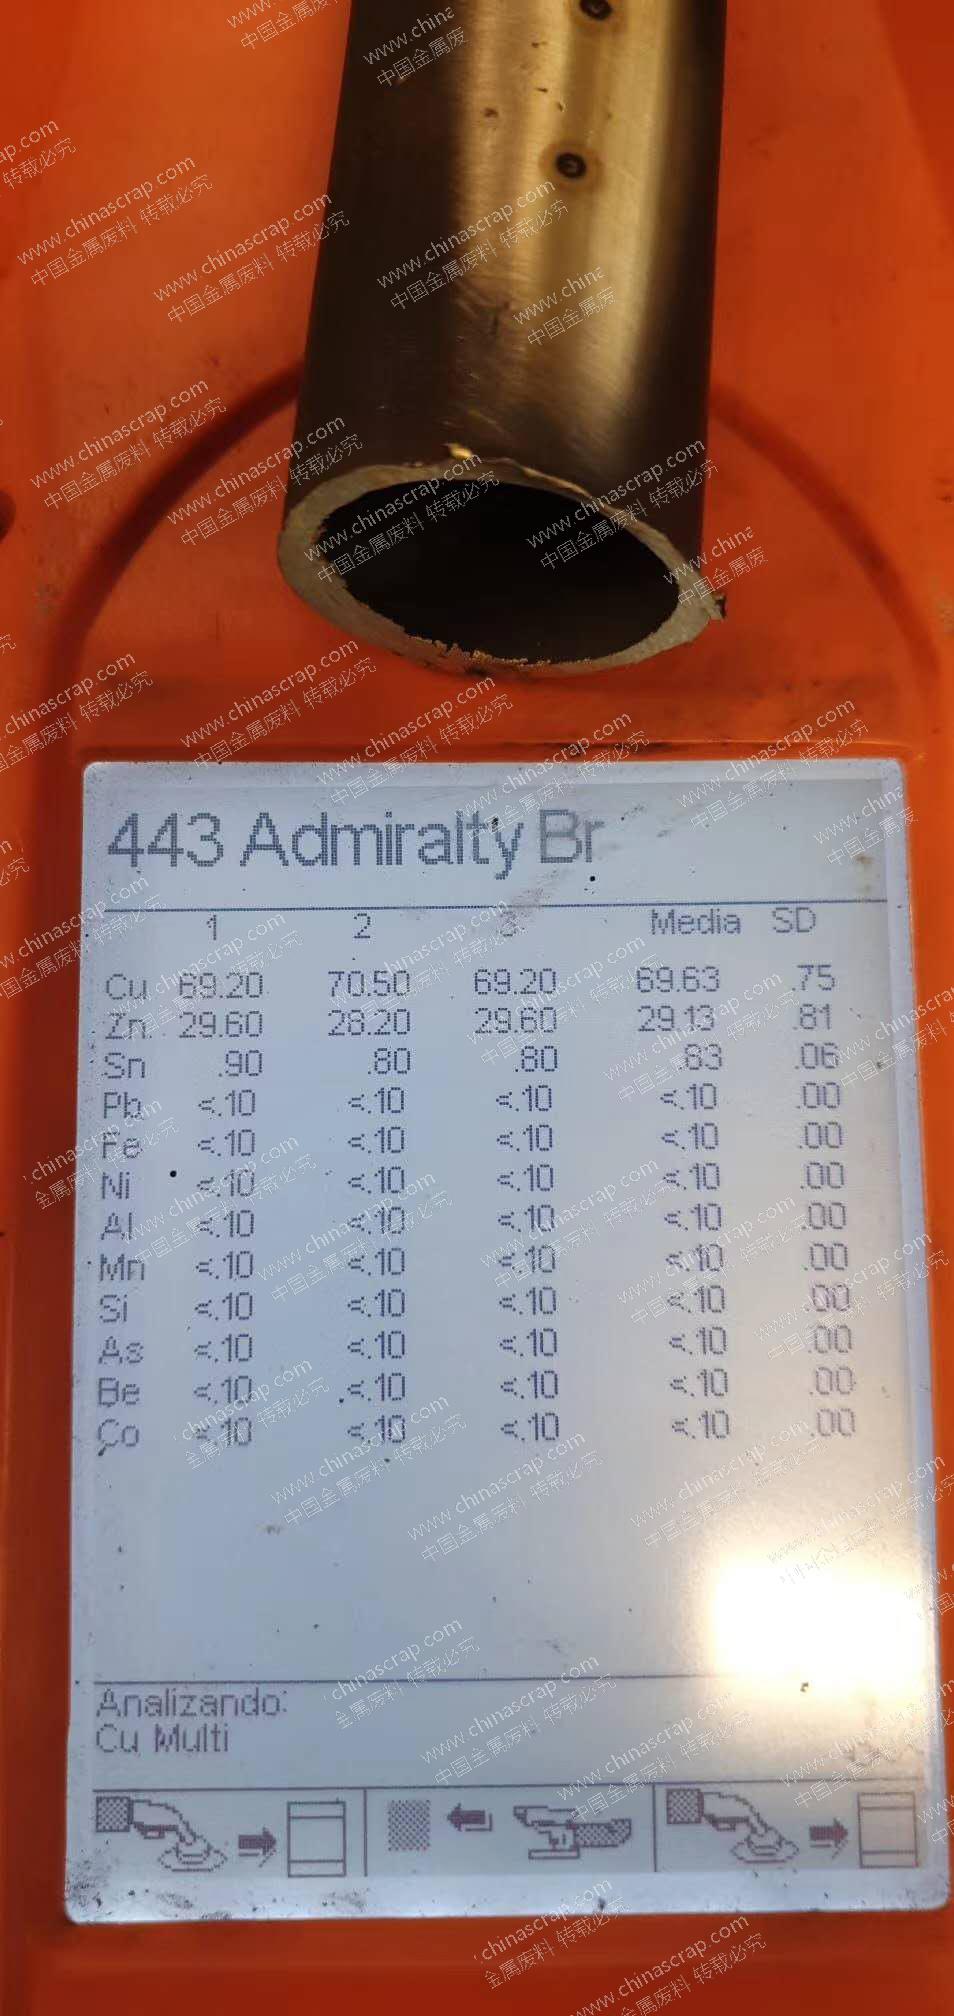 443 Admiralty Br
1 2 3 Media SD
Cu 69.20 70.50 69.20 69.63 .75
Zn 29.60 28.20 29.60 29.13 .81
Sn .90 .80 .80 .83 .06
Pb <.10 <.10 <.10 <.10 .00
Fe <.10 <.10 <.10 <.10 .00
Ni <.10 <.10 <.10 <.10 .00
Al <.10 <.10 <.10 <.10 .00
Mn <.10 <.10 <.10 <.10 .00
Si <.10 <.10 <.10 <.10 .00
As <.10 <.10 <.10 <.10 .00
Be <.10 <.10 <.10 <.10 .00
Co <.10 <.10 <.10 <.10 .00
Analizando:
Cu Multi
www.chinascrap.com
中国金属废料 转载必究